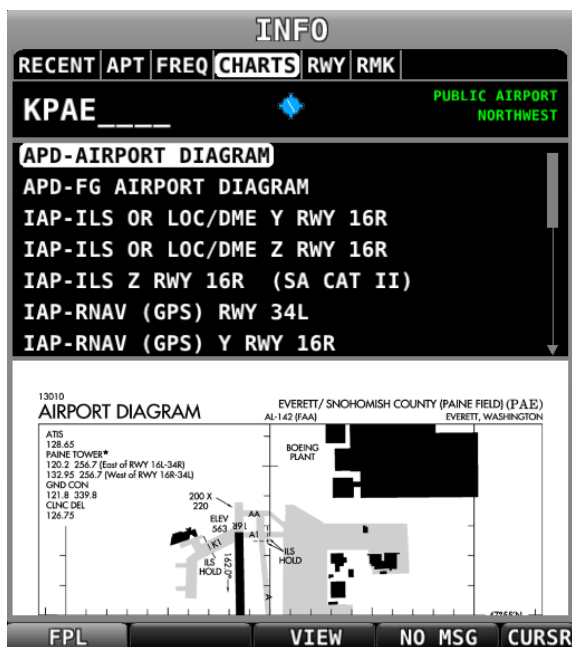 INFO
RECENT APT FREQ CHARTS RWY RMK
KPAE____
PUBLIC AIRPORT
NORTHWEST
APD-AIRPORT DIAGRAM
APD-FG AIRPORT DIAGRAM
IAP-ILS OR LOC/DME Y RWY 16R
IAP-ILS OR LOC/DME Z RWY 16R
IAP-ILS Z RWY 16R (SA CAT II)
IAP-RNAV (GPS) RWY 34L
IAP-RNAV (GPS) Y RWY 16R
13010
AIRPORT DIAGRAM
EVERETT/ SNOHOMISH COUNTY (PAINE FIELD) (PAE)
AL-142 (FAA)
EVERETT, WASHINGTON
ATIS
128.65
PAINE TOWER*
120.2 256.7 (East of RWY 16L-34R)
132.95 256.7 (West of RWY 16R-34L)
GND CON
121.8 339.8
CLNC DEL
126.75
BOEING
PLANT
200 X
220
AA
ELEV
563
16R
A1
K1
ILS
HOLD
ILS
HOLD
162.0°
A
FPL VIEW NO MSG CURSR